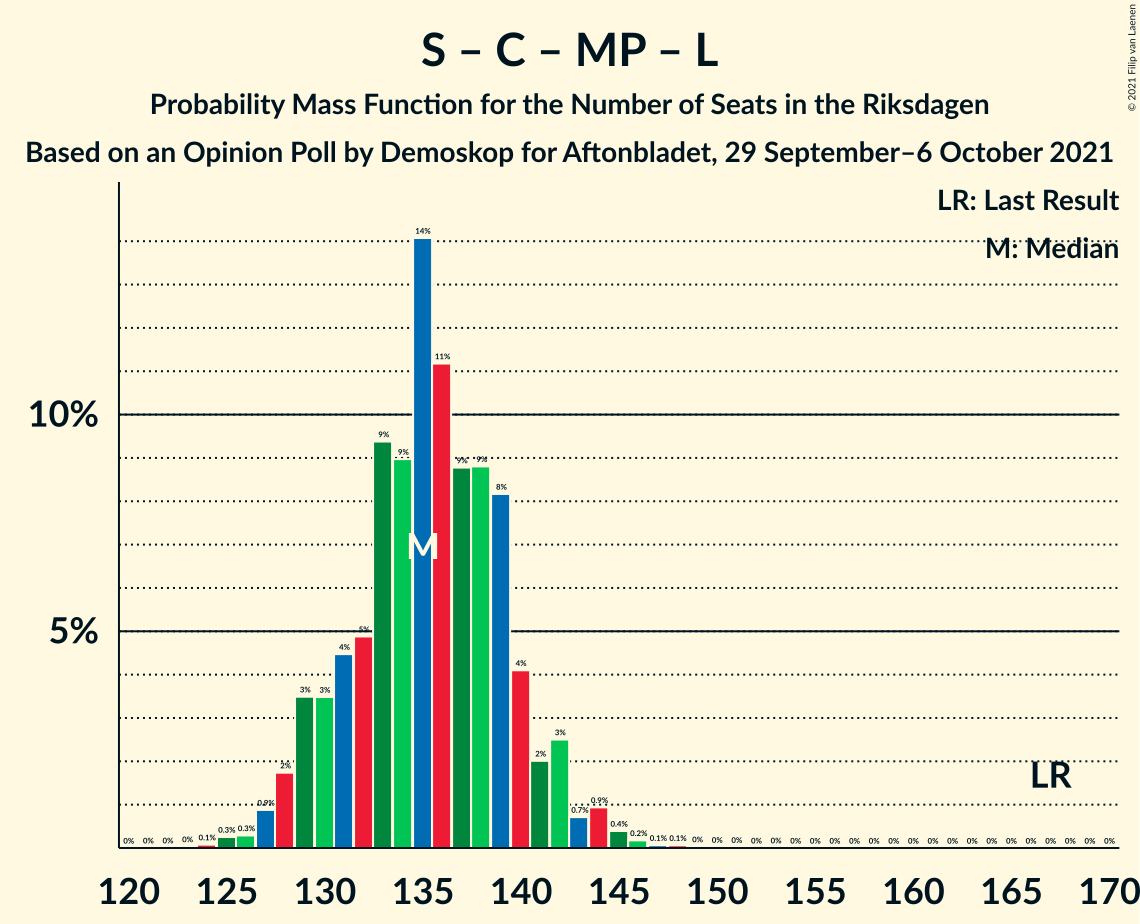 S – C – MP – L
Probability Mass Function for the Number of Seats in the Riksdagen
Based on an Opinion Poll by Demoskop for Aftonbladet, 29 September–6 October 2021
© 2021 Filip van Laenen
LR: Last Result
M: Median
10%
5%
0% 0% 0% 0% 0.1% 0.3% 0.3% 0.9% 2% 3% 3% 4% 5% 9% 9% 14% 11% 9% 9% 8% 4% 2% 3% 0.7% 0.9% 0.4% 0.2% 0.1% 0.1% 0% 0% 0% 0% 0% 0% 0% 0% 0% 0% 0% 0% 0% 0% 0% 0% 0% 0% 0% 0% 0% 0%
M
LR
120 125 130 135 140 145 150 155 160 165 170